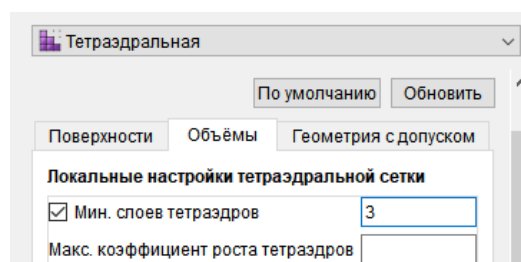 Тетраэдральная
По умолчанию Обновить
Поверхности Объёмы Геометрия с допуском
Локальные настройки тетраэдральной сетки
Мин. слоев тетраэдров 3
Макс. коэффициент роста тетраэдров